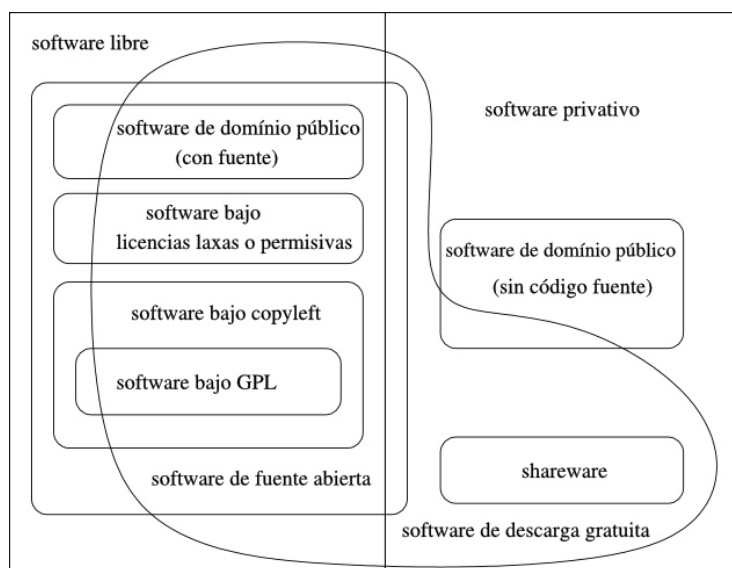 software libre
software de domínio público
(con fuente)
software bajo
licencias laxas o permisivas
software bajo copyleft
software bajo GPL
software de fuente abierta
software privativo
software de domínio público
(sin código fuente)
shareware
software de descarga gratuita